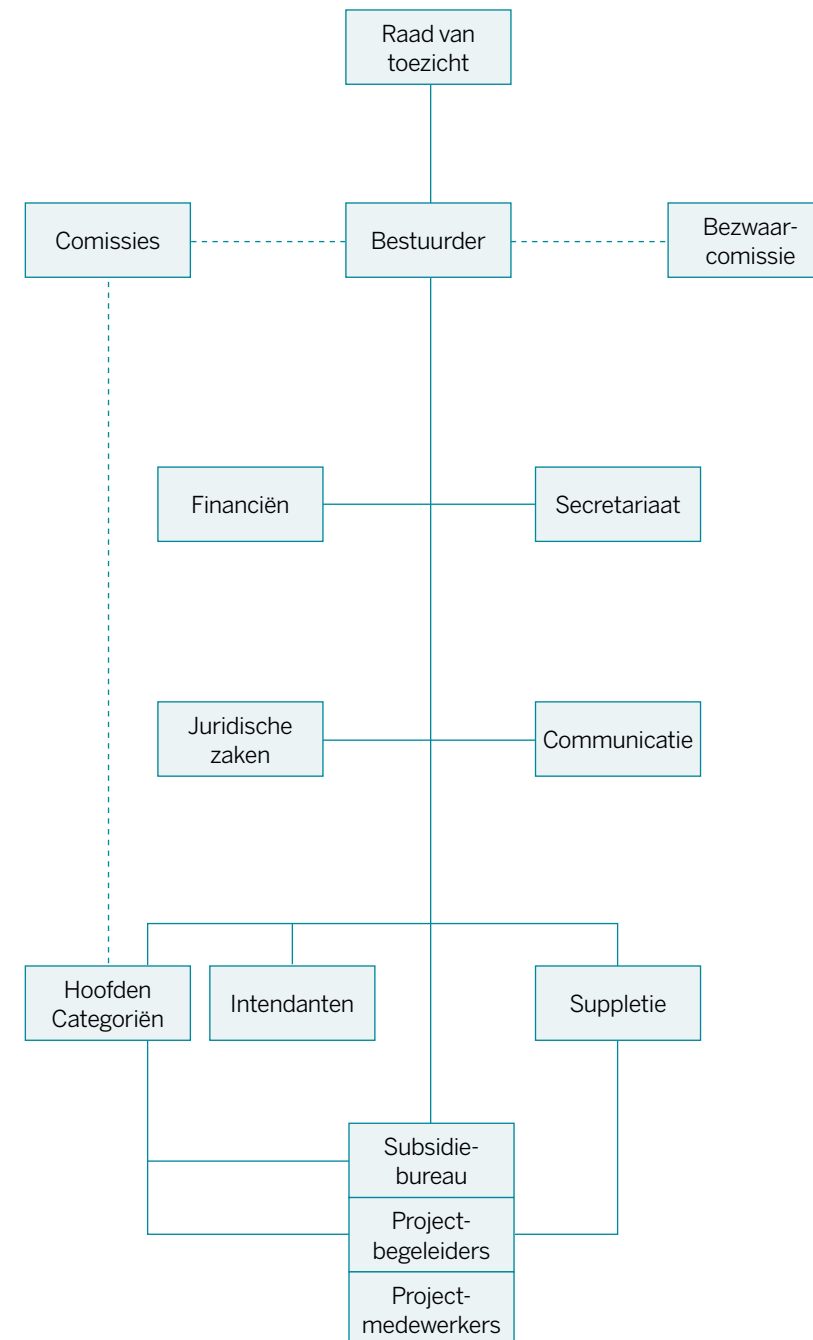 Raad van
toezicht
Comissies
Bestuurder
Bezwaar-
comissie
Financiën
Secretariaat
Juridische
zaken
Communicatie
Hoofden
Categoriën
Intendanten
Suppletie
Subsidie-
bureau
Project-
begeleiders
Project-
medewerkers